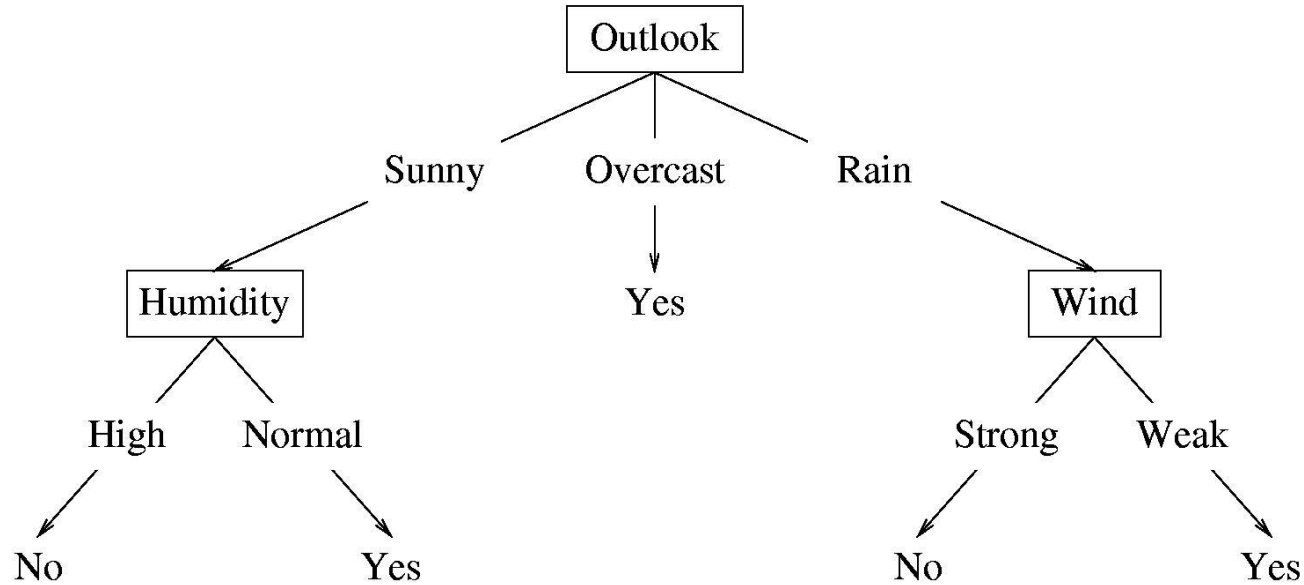 Outlook
Sunny Overcast Rain
Humidity Yes Wind
High Normal Strong Weak
No Yes No Yes